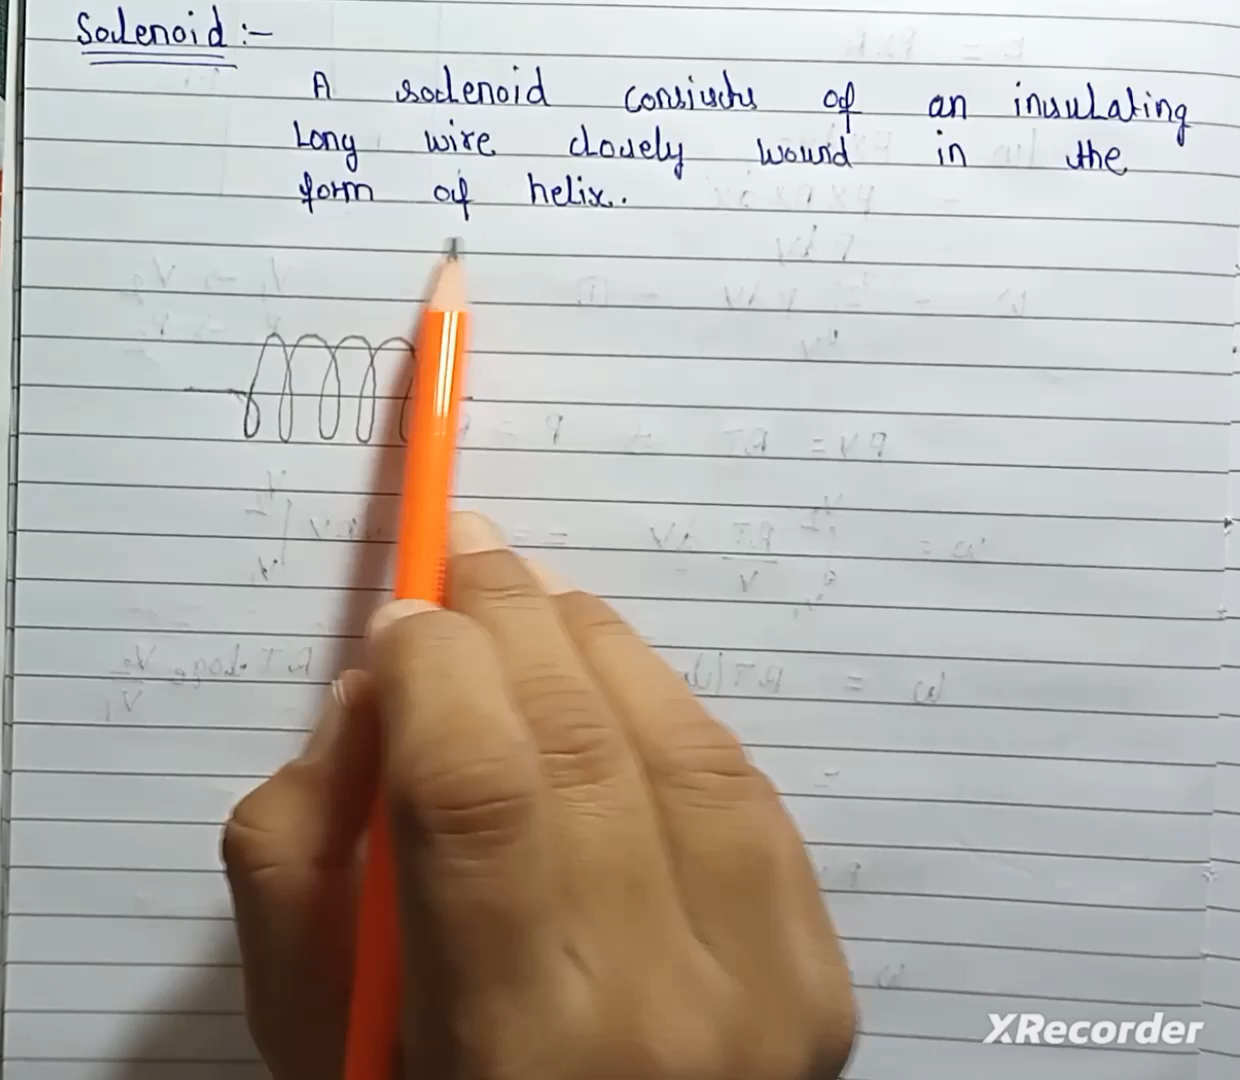 Solenoid :-
A solenoid consists of an insulating
Long wire closely wound in the
form of helix.
XRecorder